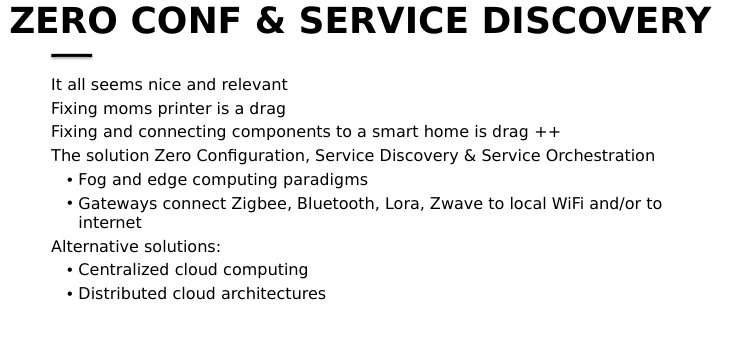 ZERO CONF & SERVICE DISCOVERY
It all seems nice and relevant
Fixing moms printer is a drag
Fixing and connecting components to a smart home is drag ++
The solution Zero Configuration, Service Discovery & Service Orchestration
• Fog and edge computing paradigms
• Gateways connect Zigbee, Bluetooth, Lora, Zwave to local WiFi and/or to
internet
Alternative solutions:
• Centralized cloud computing
• Distributed cloud architectures